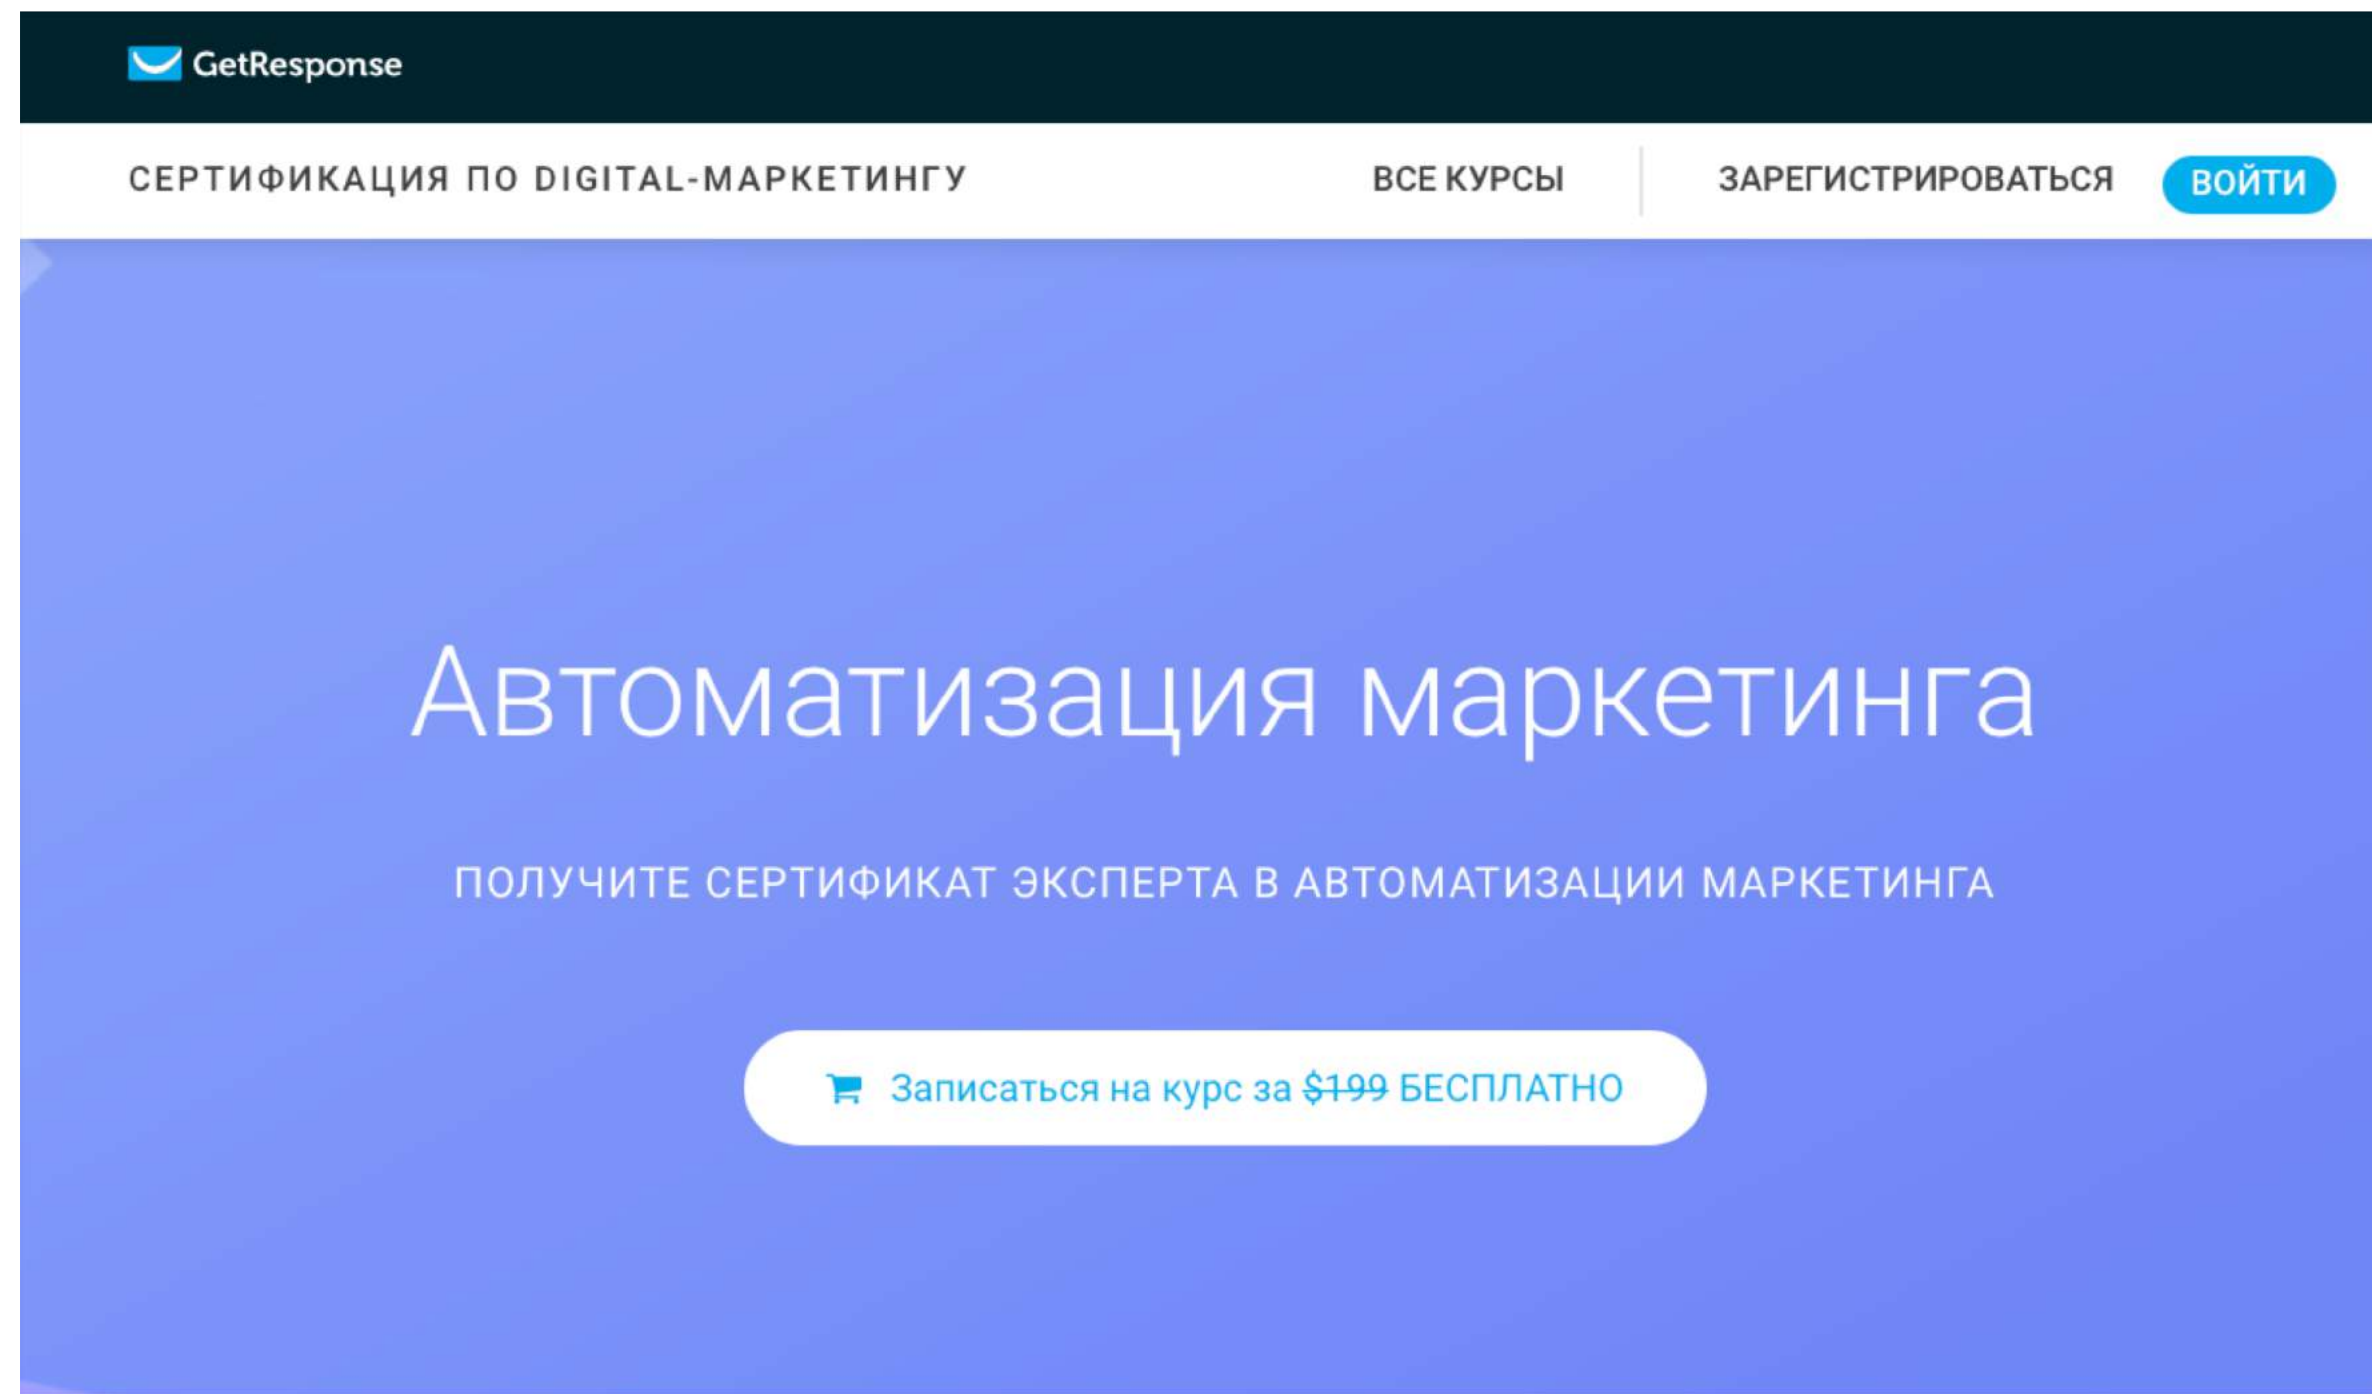 GetResponse
СЕРТИФИКАЦИЯ ПО DIGITAL-МАРКЕТИНГУ
ВСЕ КУРСЫ
ЗАРЕГИСТРИРОВАТЬСЯ
ВОЙТИ
Автоматизация маркетинга
ПОЛУЧИТЕ СЕРТИФИКАТ ЭКСПЕРТА В АВТОМАТИЗАЦИИ МАРКЕТИНГА
Записаться на курс за $199 БЕСПЛАТНО